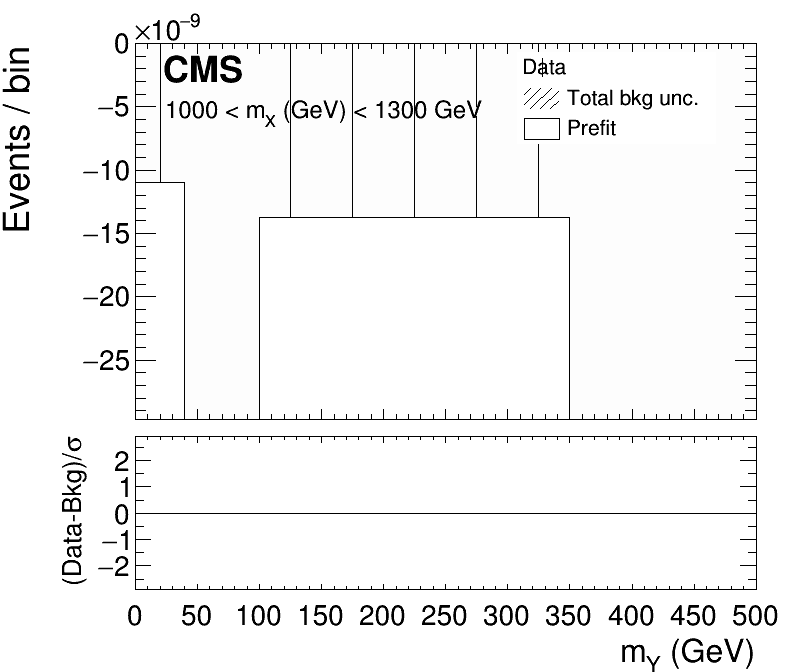 ×10⁻⁹
Events / bin
0
−5
−10
−15
−20
−25
CMS
1000 < mX (GeV) < 1300 GeV
Data
Total bkg unc.
Prefit
(Data-Bkg)/σ
2
1
0
−1
−2
0 50 100 150 200 250 300 350 400 450 500
mY (GeV)